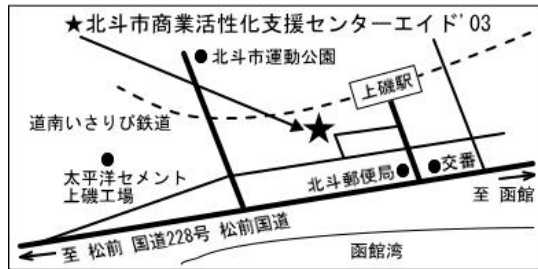 ★北斗市商業活性化支援センターエイド'03
北斗市運動公園
上磯駅
道南いさりび鉄道
太平洋セメント
上磯工場
北斗郵便局
交番
至 函館
至 松前 国道228号 松前国道
函館湾